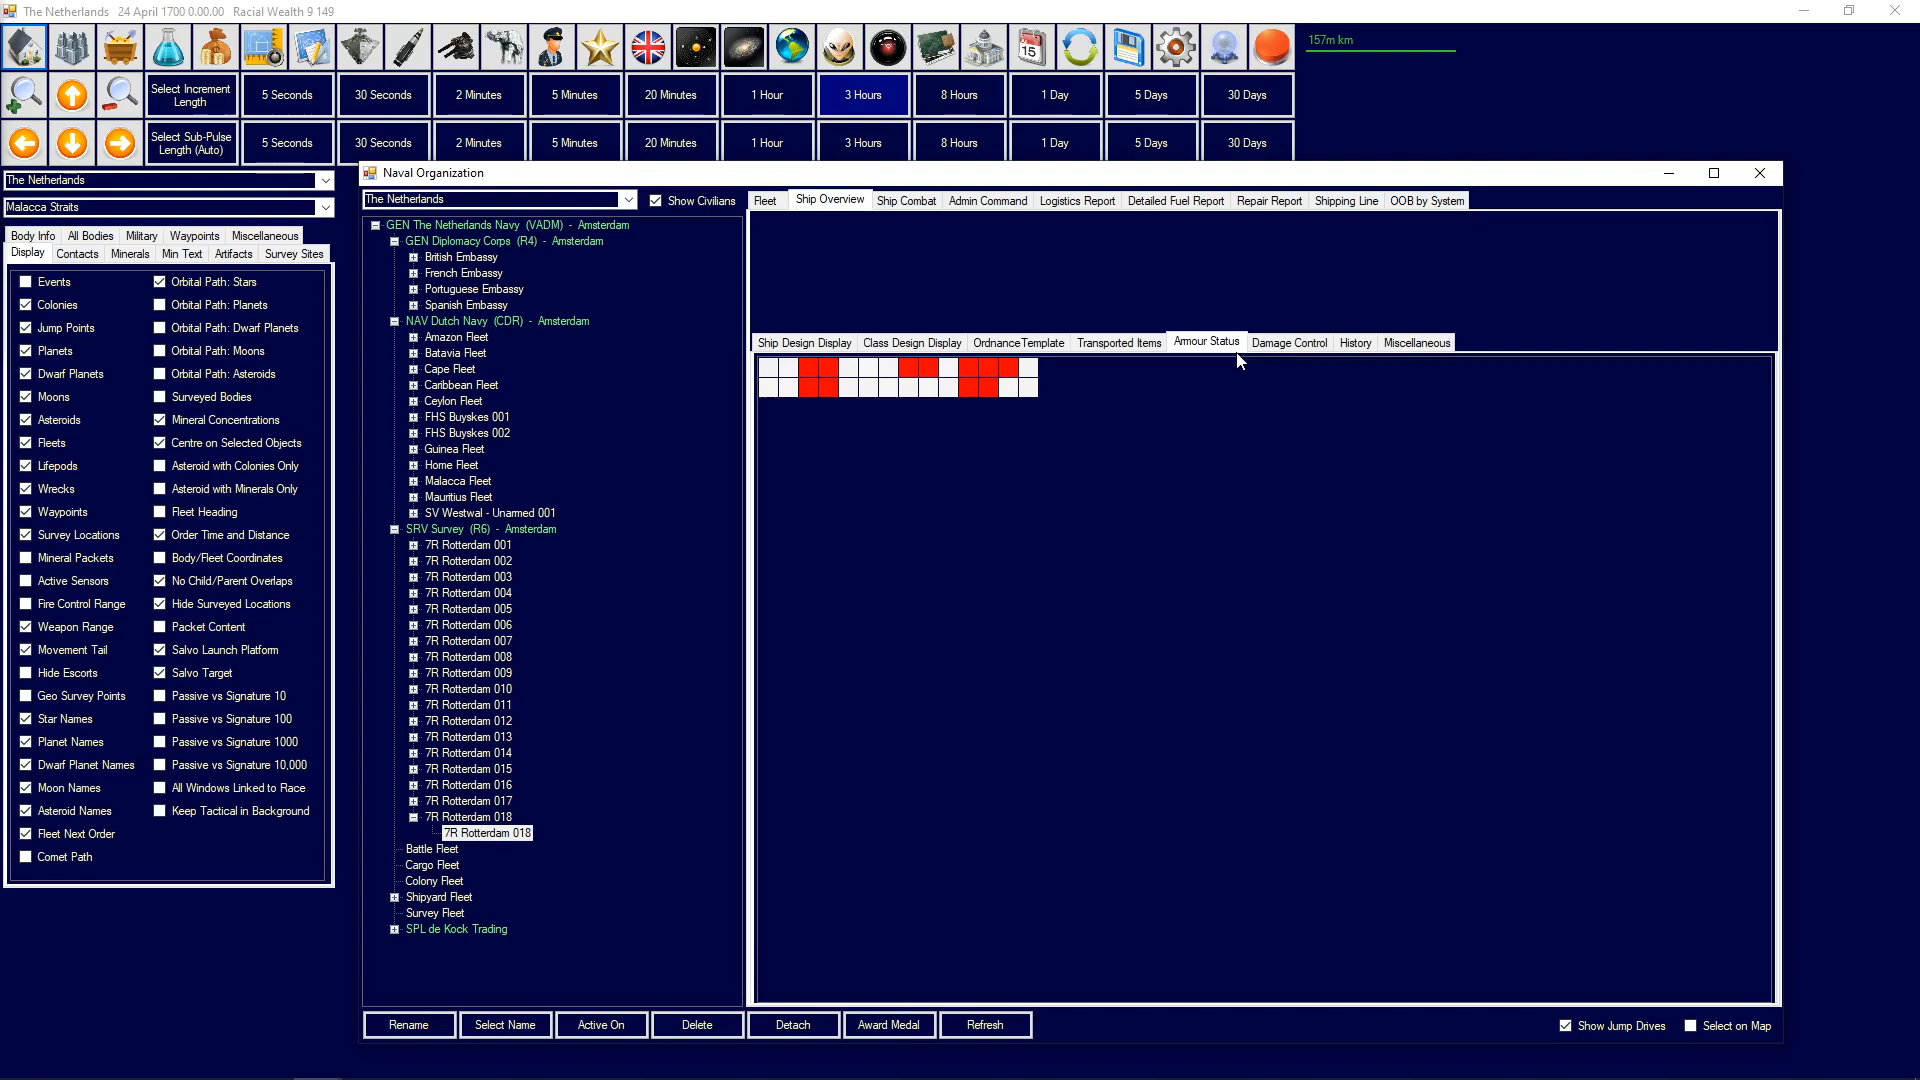 The Netherlands 24 April 1700 0.00.00 Racial Wealth 9 149
157m km
Select Increment Length 5 Seconds 30 Seconds 2 Minutes 5 Minutes 20 Minutes 1 Hour 3 Hours 8 Hours 1 Day 5 Days 30 Days
Select Sub-Pulse Length (Auto) 5 Seconds 30 Seconds 2 Minutes 5 Minutes 20 Minutes 1 Hour 3 Hours 8 Hours 1 Day 5 Days 30 Days
The Netherlands
Malacca Straits
Body Info All Bodies Military Waypoints Miscellaneous
Display Contacts Minerals Min Text Artifacts Survey Sites
Events Orbital Path: Stars
Colonies Orbital Path: Planets
Jump Points Orbital Path: Dwarf Planets
Planets Orbital Path: Moons
Dwarf Planets Orbital Path: Asteroids
Moons Surveyed Bodies
Asteroids Mineral Concentrations
Fleets Centre on Selected Objects
Lifepods Asteroid with Colonies Only
Wrecks Asteroid with Minerals Only
Waypoints Fleet Heading
Survey Locations Order Time and Distance
Mineral Packets Body/Fleet Coordinates
Active Sensors No Child/Parent Overlaps
Fire Control Range Hide Surveyed Locations
Weapon Range Packet Content
Movement Tail Salvo Launch Platform
Hide Escorts Salvo Target
Geo Survey Points Passive vs Signature 10
Star Names Passive vs Signature 100
Planet Names Passive vs Signature 1000
Dwarf Planet Names Passive vs Signature 10,000
Moon Names All Windows Linked to Race
Asteroid Names Keep Tactical in Background
Fleet Next Order
Comet Path
Naval Organization
The Netherlands Show Civilians
GEN The Netherlands Navy (VADM) - Amsterdam
GEN Diplomacy Corps (R4) - Amsterdam
British Embassy
French Embassy
Portuguese Embassy
Spanish Embassy
NAV Dutch Navy (CDR) - Amsterdam
Amazon Fleet
Batavia Fleet
Cape Fleet
Caribbean Fleet
Ceylon Fleet
FHS Buyskes 001
FHS Buyskes 002
Guinea Fleet
Home Fleet
Malacca Fleet
Mauritius Fleet
SV Westwal - Unarmed 001
SRV Survey (R6) - Amsterdam
7R Rotterdam 001
7R Rotterdam 002
7R Rotterdam 003
7R Rotterdam 004
7R Rotterdam 005
7R Rotterdam 006
7R Rotterdam 007
7R Rotterdam 008
7R Rotterdam 009
7R Rotterdam 010
7R Rotterdam 011
7R Rotterdam 012
7R Rotterdam 013
7R Rotterdam 014
7R Rotterdam 015
7R Rotterdam 016
7R Rotterdam 017
7R Rotterdam 018
7R Rotterdam 018
Battle Fleet
Cargo Fleet
Colony Fleet
Shipyard Fleet
Survey Fleet
SPL de Kock Trading
Fleet Ship Overview Ship Combat Admin Command Logistics Report Detailed Fuel Report Repair Report Shipping Line OOB by System
Ship Design Display Class Design Display Ordnance Template Transported Items Armour Status Damage Control History Miscellaneous
Rename Select Name Active On Delete Detach Award Medal Refresh Show Jump Drives Select on Map